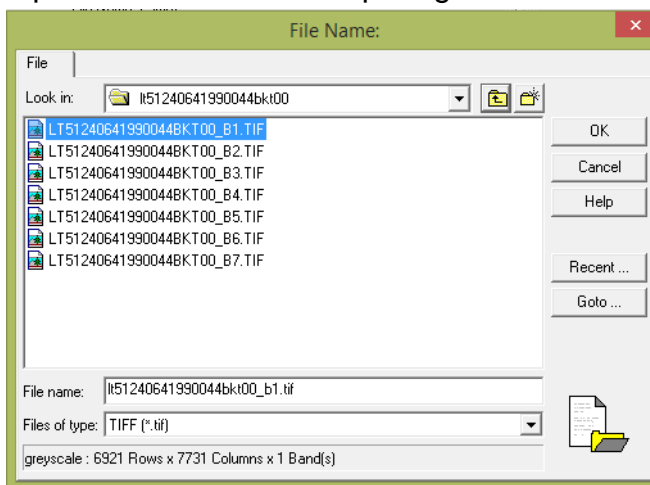 File Name:
File
Look in: lt51240641990044bkt00
LT51240641990044BKT00_B1.TIF
LT51240641990044BKT00_B2.TIF
LT51240641990044BKT00_B3.TIF
LT51240641990044BKT00_B4.TIF
LT51240641990044BKT00_B5.TIF
LT51240641990044BKT00_B6.TIF
LT51240641990044BKT00_B7.TIF
OK
Cancel
Help
Recent ...
Goto ...
File name: lt51240641990044bkt00_b1.tif
Files of type: TIFF (*.tif)
greyscale : 6921 Rows x 7731 Columns x 1 Band(s)